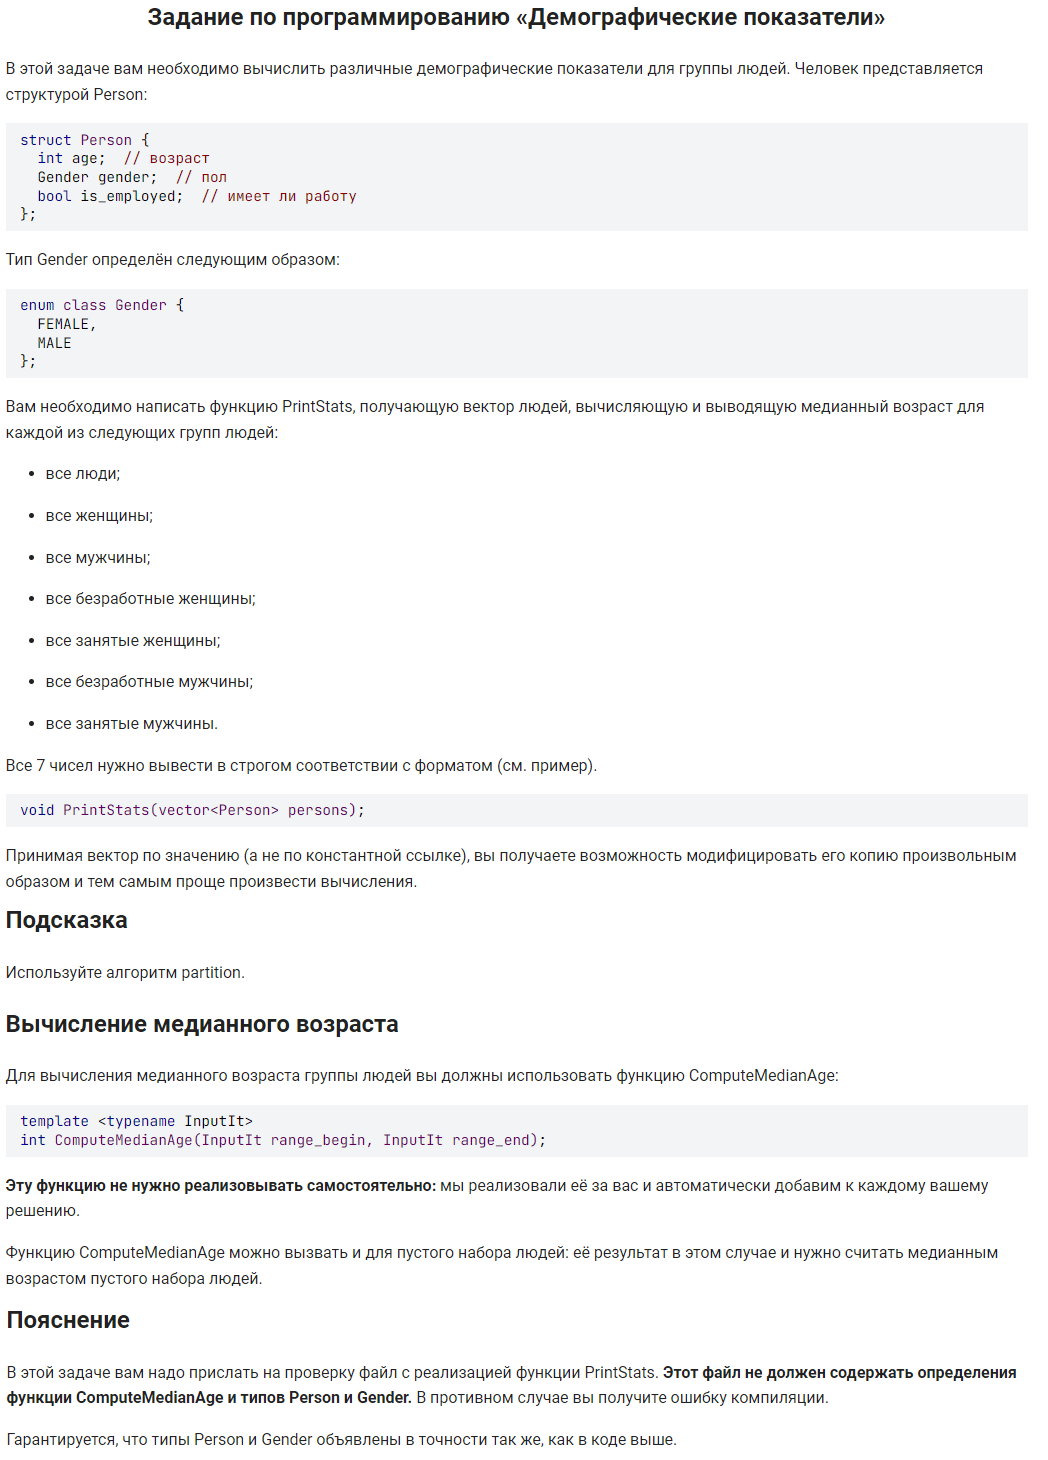 Задание по программированию «Демографические показатели»
В этой задаче вам необходимо вычислить различные демографические показатели для группы людей. Человек представляется
структурой Person:
struct Person {
  int age;  // возраст
  Gender gender;  // пол
  bool is_employed;  // имеет ли работу
};
Тип Gender определён следующим образом:
enum class Gender {
  FEMALE,
  MALE
};
Вам необходимо написать функцию PrintStats, получающую вектор людей, вычисляющую и выводящую медианный возраст для
каждой из следующих групп людей:
• все люди;
• все женщины;
• все мужчины;
• все безработные женщины;
• все занятые женщины;
• все безработные мужчины;
• все занятые мужчины.
Все 7 чисел нужно вывести в строгом соответствии с форматом (см. пример).
void PrintStats(vector<Person> persons);
Принимая вектор по значению (а не по константной ссылке), вы получаете возможность модифицировать его копию произвольным
образом и тем самым проще произвести вычисления.
Подсказка
Используйте алгоритм partition.
Вычисление медианного возраста
Для вычисления медианного возраста группы людей вы должны использовать функцию ComputeMedianAge:
template <typename InputIt>
int ComputeMedianAge(InputIt range_begin, InputIt range_end);
Эту функцию не нужно реализовывать самостоятельно: мы реализовали её за вас и автоматически добавим к каждому вашему
решению.
Функцию ComputeMedianAge можно вызвать и для пустого набора людей: её результат в этом случае и нужно считать медианным
возрастом пустого набора людей.
Пояснение
В этой задаче вам надо прислать на проверку файл с реализацией функции PrintStats. Этот файл не должен содержать определения
функции ComputeMedianAge и типов Person и Gender. В противном случае вы получите ошибку компиляции.
Гарантируется, что типы Person и Gender объявлены в точности так же, как в коде выше.